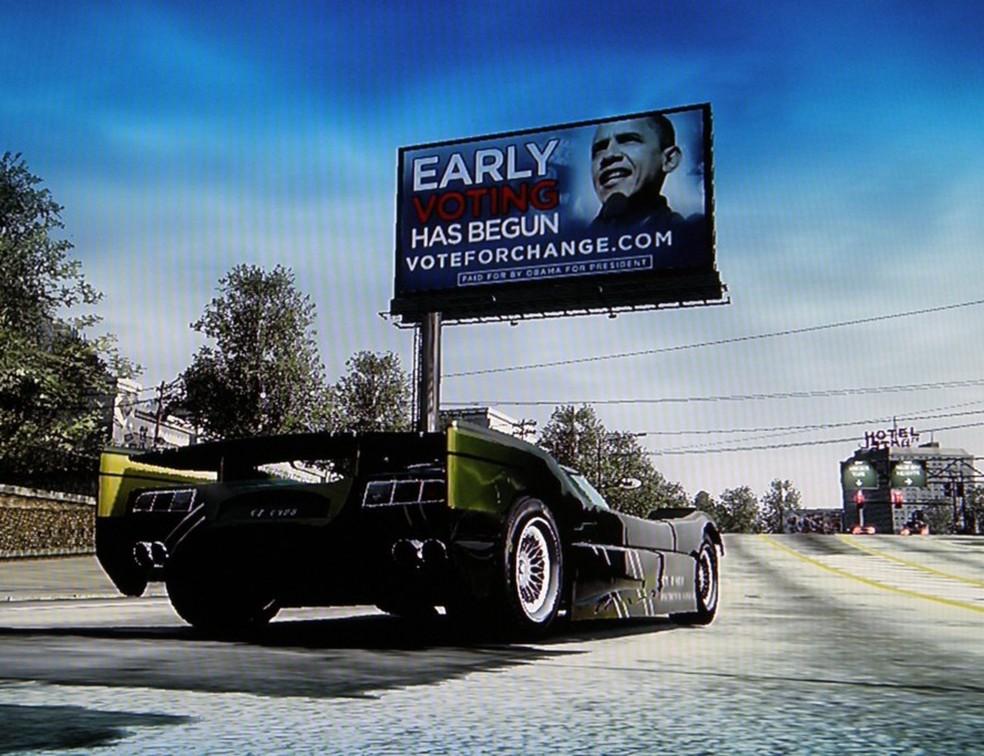 EARLY
VOTING
HAS BEGUN
VOTEFORCHANGE.COM
PAID FOR BY OBAMA FOR PRESIDENT
HOTEL